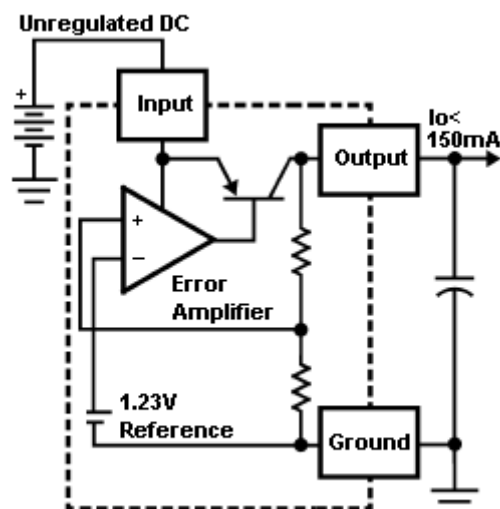 Unregulated DC
+
Input
Io<
150mA
Output
+
−
Error
Amplifier
1.23V
Reference
Ground